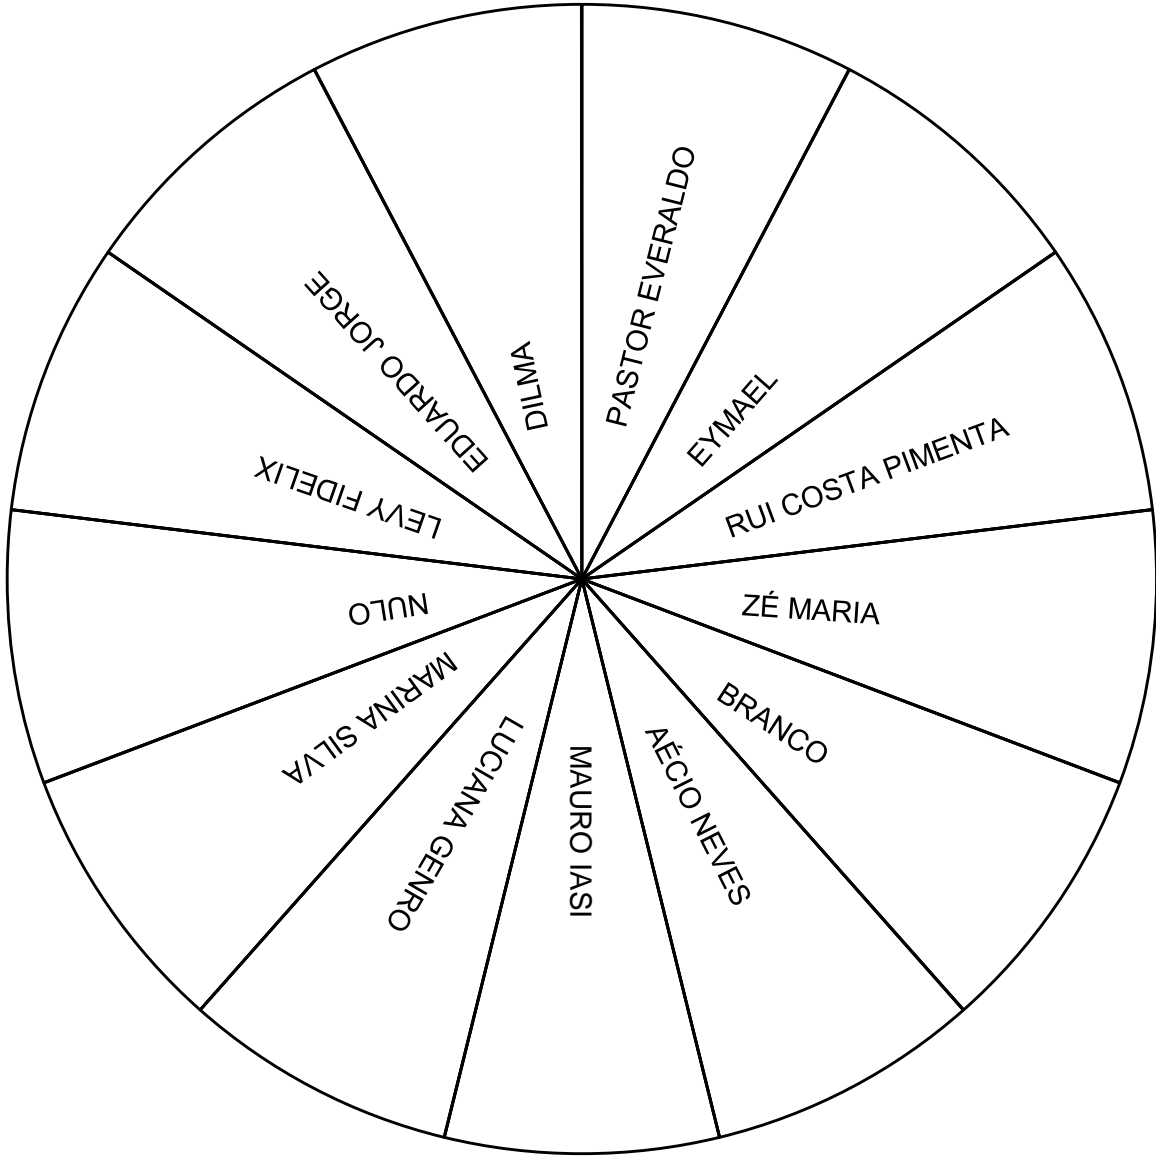 PASTOR EVERALDO
EYMAEL
RUI COSTA PIMENTA
ZÉ MARIA
BRANCO
AÉCIO NEVES
MAURO IASI
LUCIANA GENRO
MARINA SILVA
NULO
LEVY FIDELIX
EDUARDO JORGE
DILMA